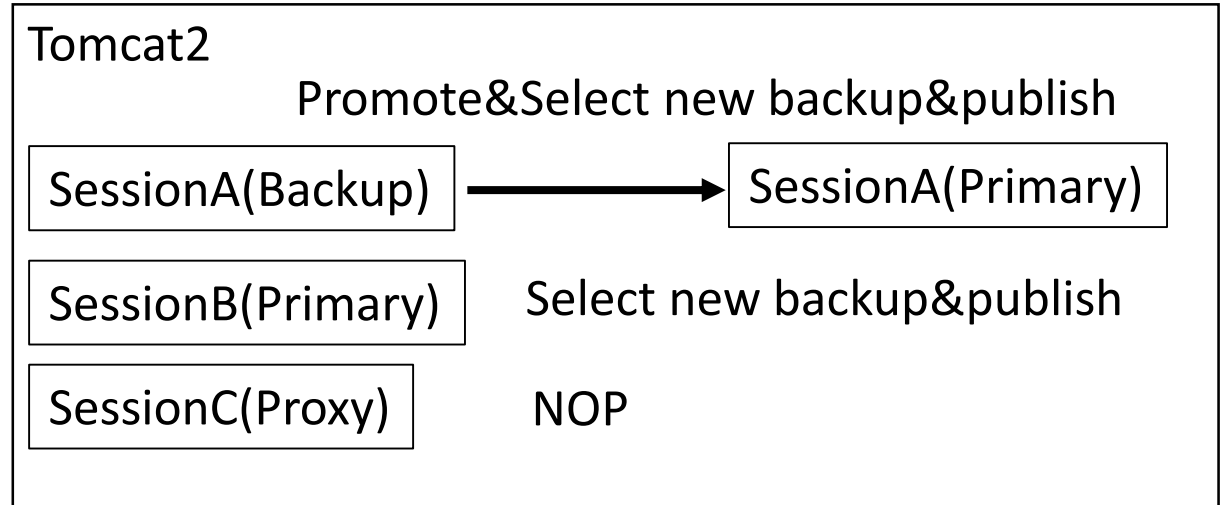 Tomcat2
Promote&Select new backup&publish
SessionA(Backup)
SessionA(Primary)
SessionB(Primary)
Select new backup&publish
SessionC(Proxy)
NOP